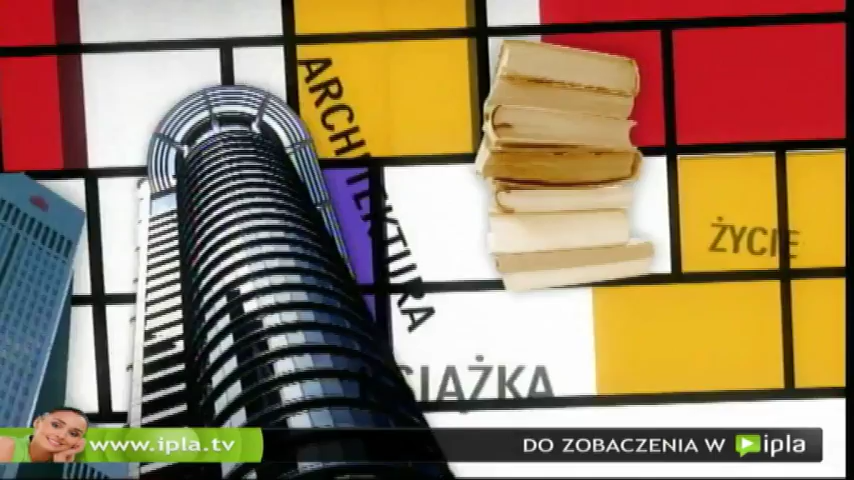 ARCHITEKTURA
ŻYCIE
KSIĄŻKA
www.ipla.tv
DO ZOBACZENIA W ipla